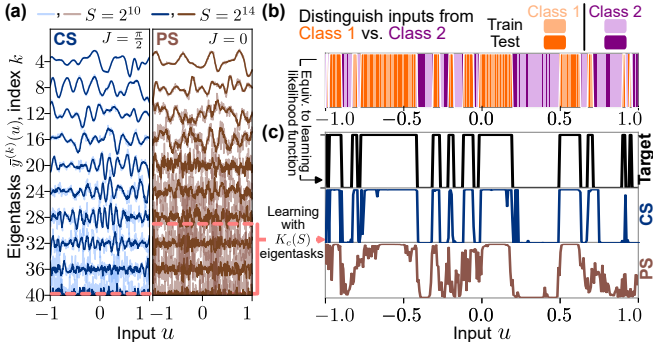 (a)
, S = 2^10
, S = 2^14
CS
J = π/2
PS
J = 0
Eigentasks ȳ^(k)(u), index k
4
8
12
16
20
24
28
32
36
40
−1
0
1
−1
0
1
Input u
Learning
with
K_c(S)
eigentasks
(b)
Distinguish inputs from
Class 1 vs. Class 2
Class 1
Class 2
Train
Test
Equiv. to learning
likelihood function
−1.0
−0.5
0.0
0.5
1.0
(c)
Target
CS
PS
−1.0
−0.5
0.0
0.5
1.0
Input u